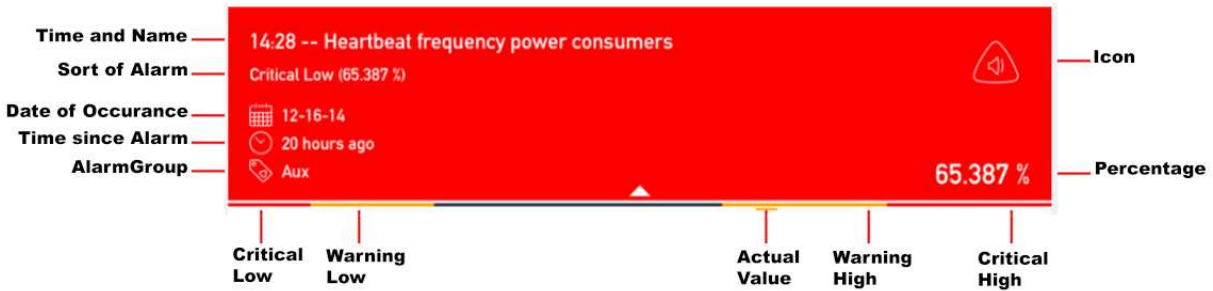 Time and Name
14:28 -- Heartbeat frequency power consumers
Sort of Alarm
Critical Low (65.387 %)
Icon
Date of Occurance
12-16-14
Time since Alarm
20 hours ago
AlarmGroup
Aux
65.387 %
Percentage
Critical Low
Warning Low
Actual Value
Warning High
Critical High